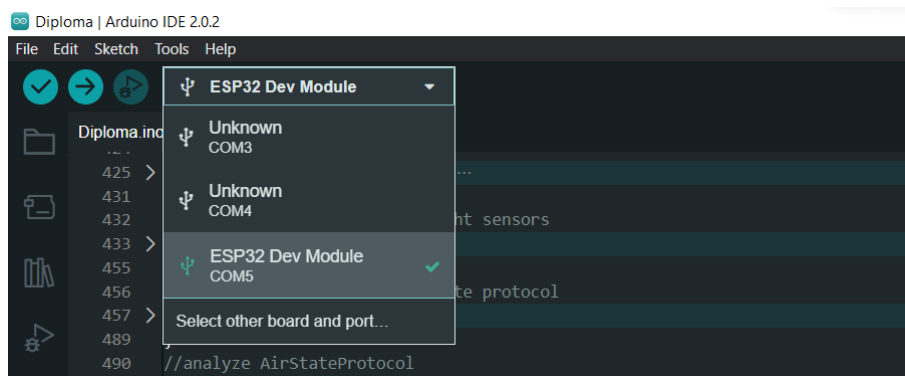 Diploma | Arduino IDE 2.0.2
File Edit Sketch Tools Help
ESP32 Dev Module
Diploma.ino
Unknown
COM3
425 ...
Unknown
431
COM4
432 ht sensors
433
ESP32 Dev Module
455
COM5
456 te protocol
457
Select other board and port...
489
490 //analyze AirStateProtocol